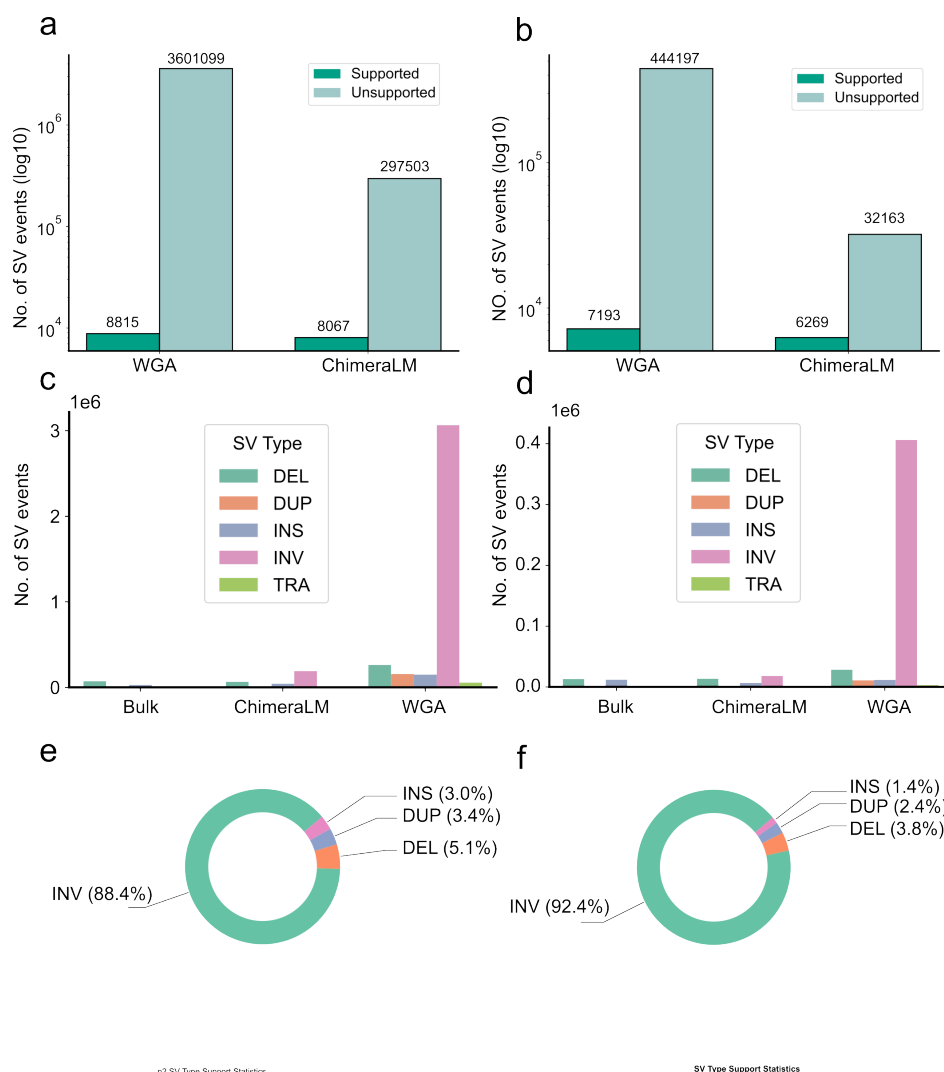 a
3601099
Supported
Unsupported
297503
8815
8067
10^6
10^5
10^4
No. of SV events (log10)
WGA
ChimeraLM
b
444197
Supported
Unsupported
32163
7193
6269
10^5
10^4
NO. of SV events (log10)
WGA
ChimeraLM
c
1e6
SV Type
DEL
DUP
INS
INV
TRA
3
2
1
0
No. of SV events
Bulk
ChimeraLM
WGA
d
1e6
SV Type
DEL
DUP
INS
INV
TRA
0.4
0.3
0.2
0.1
0.0
No. of SV events
Bulk
ChimeraLM
WGA
e
INS (3.0%)
DUP (3.4%)
DEL (5.1%)
INV (88.4%)
f
INS (1.4%)
DUP (2.4%)
DEL (3.8%)
INV (92.4%)
p2 SV Type Support Statistics
SV Type Support Statistics